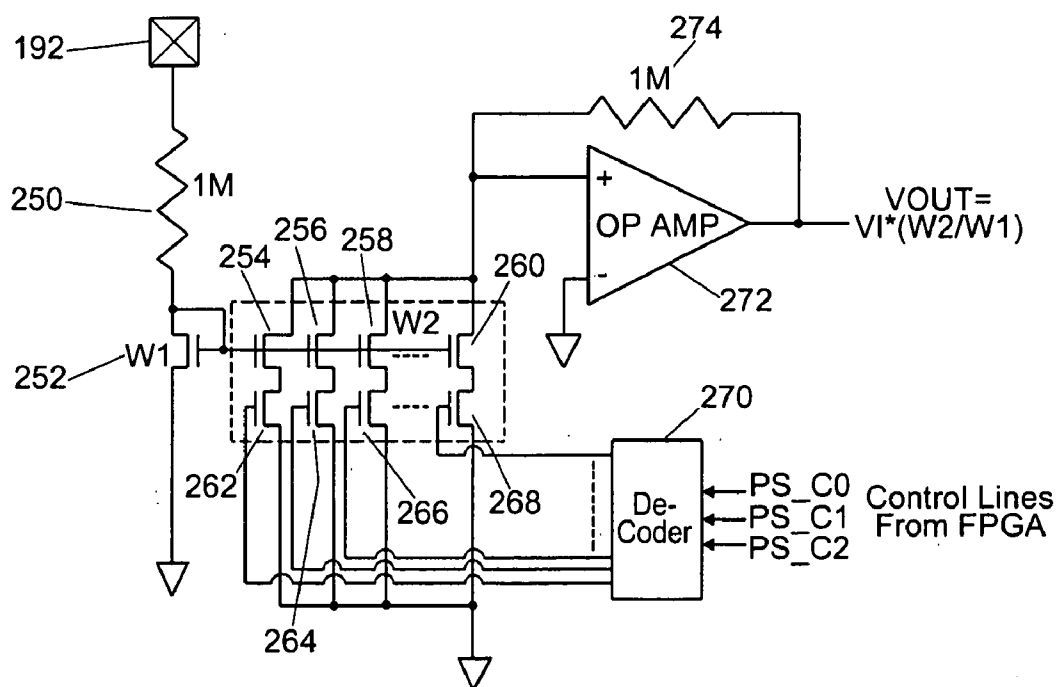 192
274
1M
250
1M
254
256
258
260
+
OP AMP
-
272
VOUT=
VI*(W2/W1)
W2
W1
252
262
264
266
268
270
De-
Coder
PS_C0
PS_C1
PS_C2
Control Lines
From FPGA